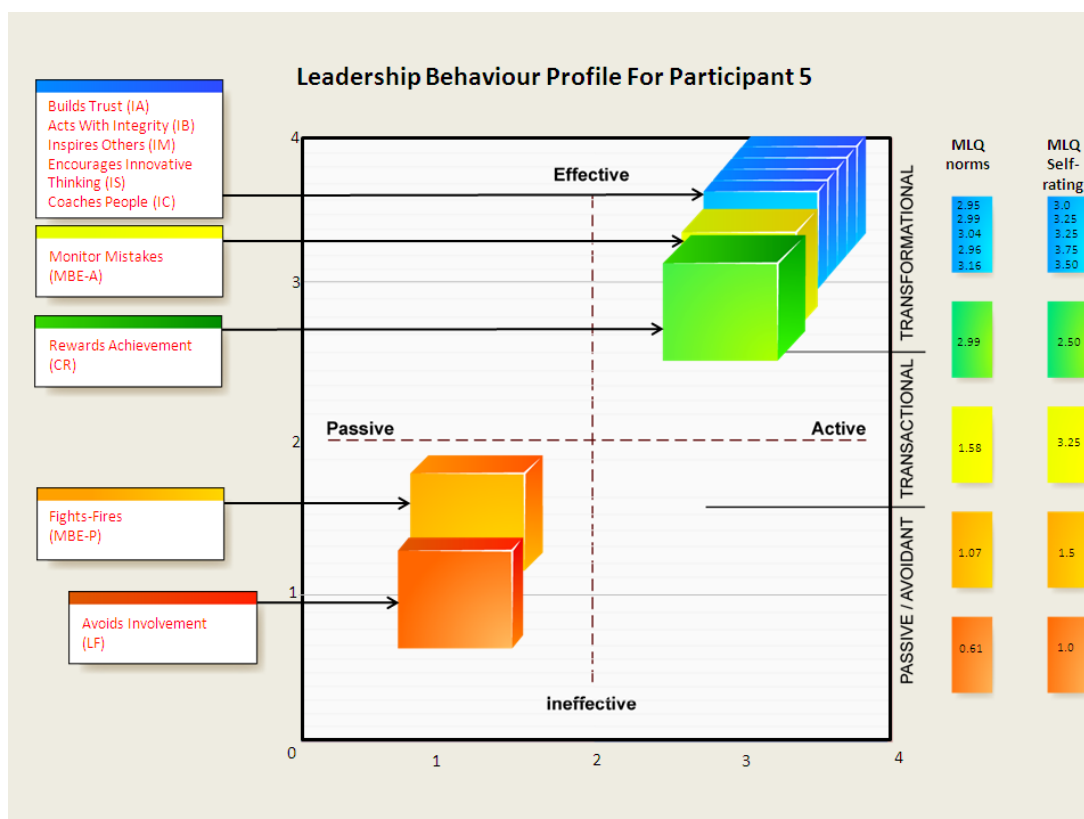 Leadership Behaviour Profile For Participant 5
Builds Trust (IA)
Acts With Integrity (IB)
Inspires Others (IM)
Encourages Innovative
Thinking (IS)
Coaches People (IC)
Monitor Mistakes
(MBE-A)
Rewards Achievement
(CR)
Fights-Fires
(MBE-P)
Avoids Involvement
(LF)
4
3
2
1
0
1
2
3
4
Effective
Passive
Active
ineffective
TRANSFORMATIONAL
TRANSACTIONAL
PASSIVE / AVOIDANT
MLQ
norms
2.95
2.99
3.04
2.96
3.16
2.99
1.58
1.07
0.61
MLQ
Self-
rating
3.0
3.25
3.25
3.75
3.50
2.50
3.25
1.5
1.0